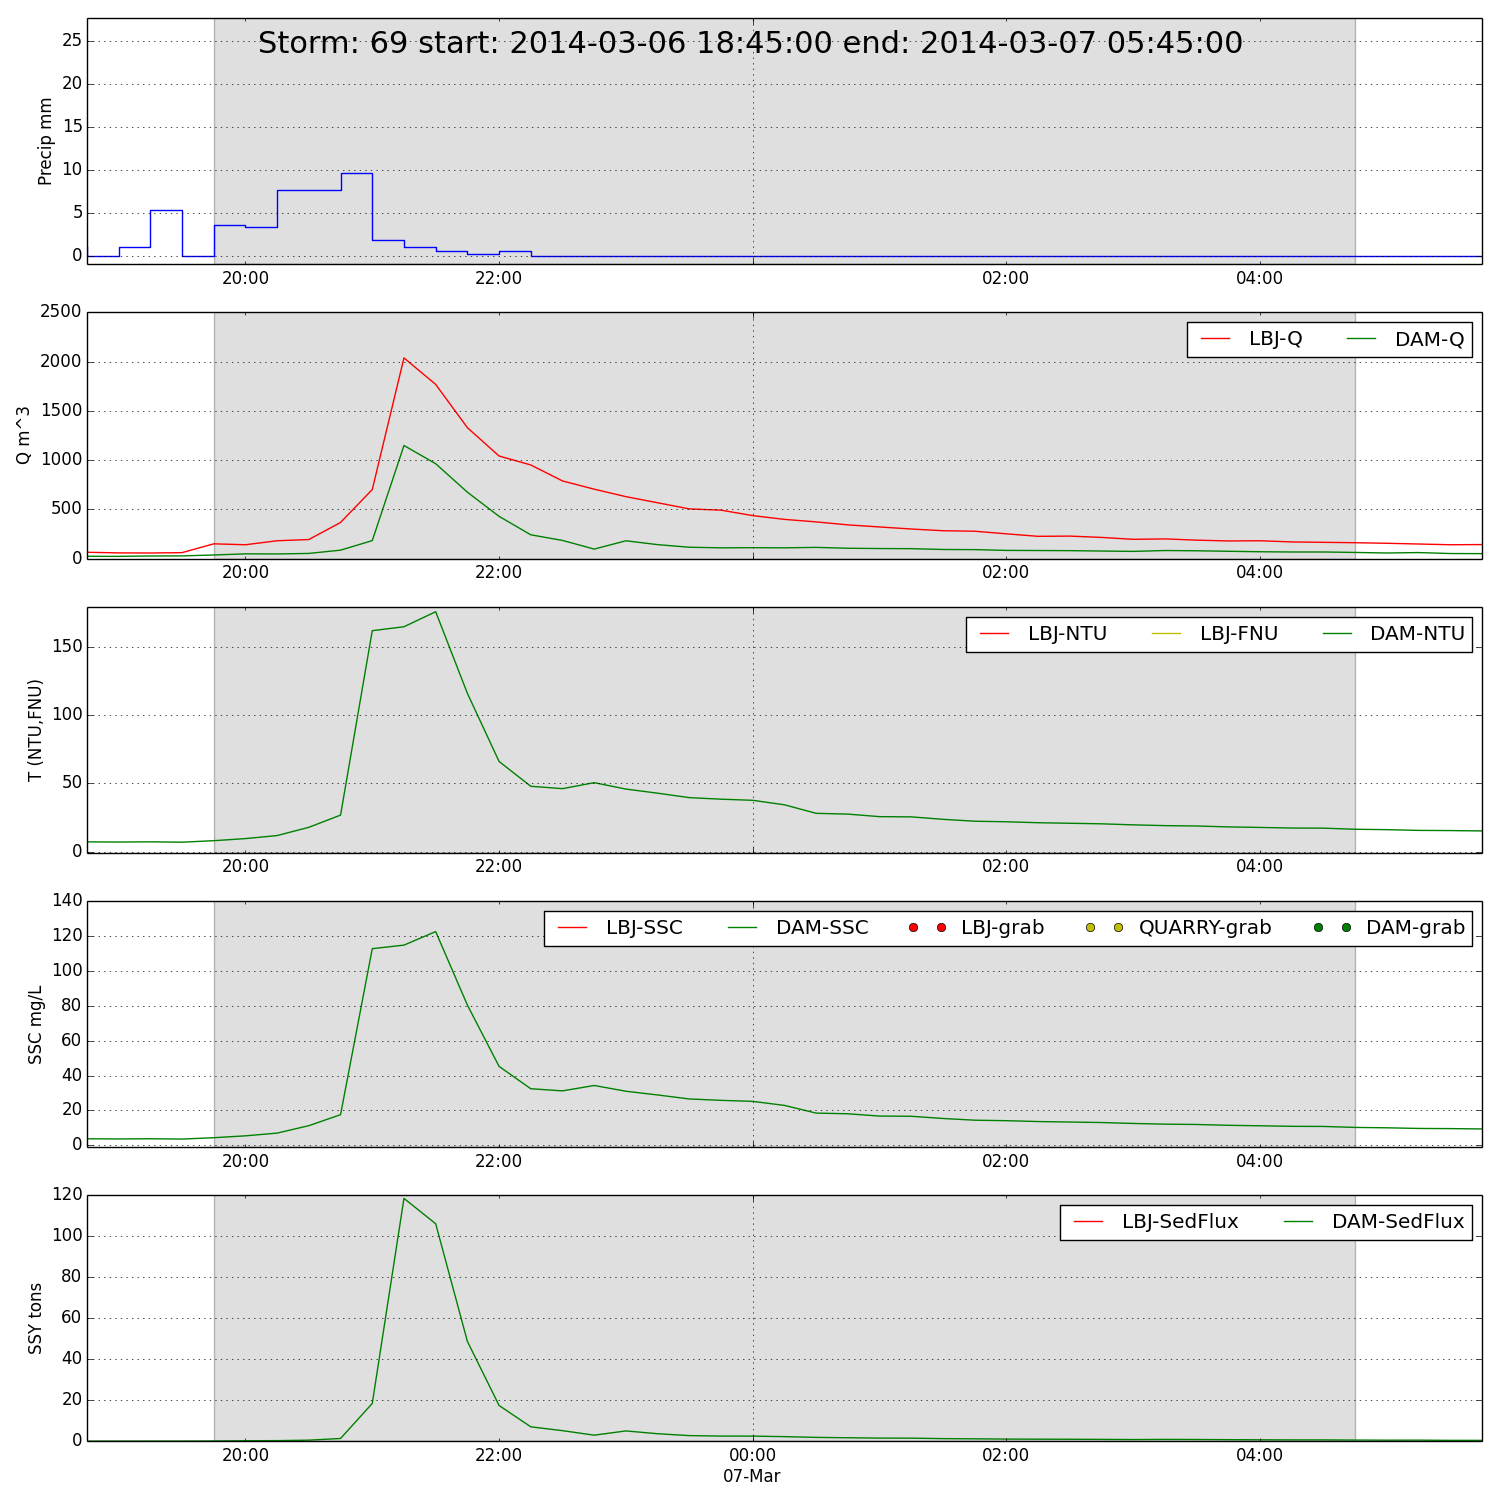 Storm: 69 start: 2014-03-06 18:45:00 end: 2014-03-07 05:45:00
Precip mm
25
20
15
10
5
0
20:00 22:00 02:00 04:00
Q m^3
2500
2000
1500
1000
500
0
LBJ-Q DAM-Q
20:00 22:00 02:00 04:00
T (NTU,FNU)
150
100
50
0
LBJ-NTU LBJ-FNU DAM-NTU
20:00 22:00 02:00 04:00
SSC mg/L
140
120
100
80
60
40
20
0
LBJ-SSC DAM-SSC LBJ-grab QUARRY-grab DAM-grab
20:00 22:00 02:00 04:00
SSY tons
120
100
80
60
40
20
0
LBJ-SedFlux DAM-SedFlux
20:00 22:00 00:00 02:00 04:00
07-Mar